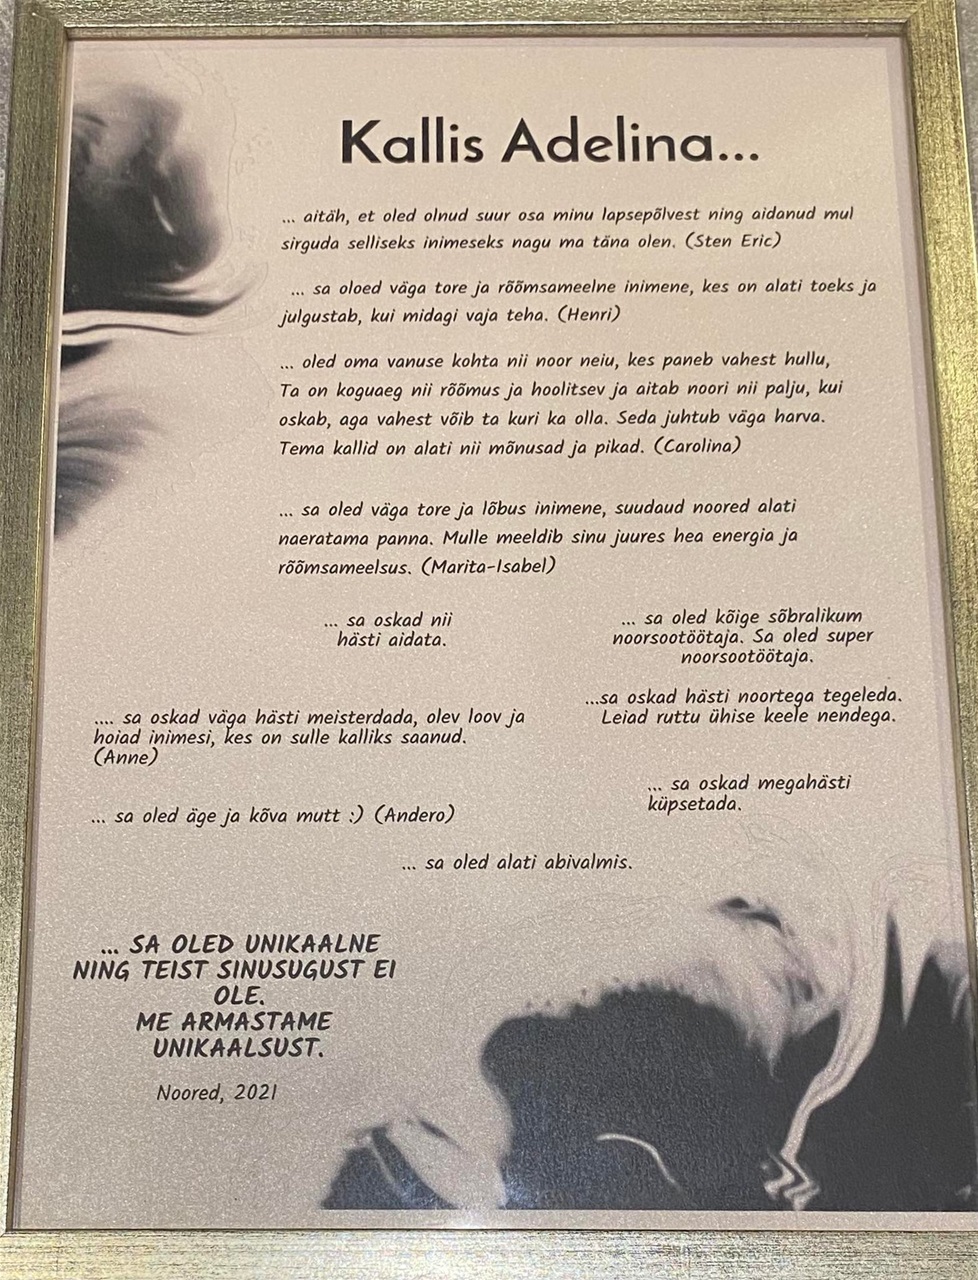 Kallis Adelina...
... aitäh, et oled olnud suur osa minu lapsepõlvest ning aidanud mul
sirguda selliseks inimeseks nagu ma täna olen. (Sten Eric)
... sa oloed väga tore ja rõõmsameelne inimene, kes on alati toeks ja
julgustab, kui midagi vaja teha. (Henri)
... oled oma vanuse kohta nii noor neiu, kes paneb vahest hullu,
Ta on koguaeg nii rõõmus ja hoolitsev ja aitab noori nii palju, kui
oskab, aga vahest võib ta kuri ka olla. Seda juhtub väga harva.
Tema kallid on alati nii mõnusad ja pikad. (Carolina)
... sa oled väga tore ja lõbus inimene, suudaud noored alati
naeratama panna. Mulle meeldib sinu juures hea energia ja
rõõmsameelsus. (Marita-Isabel)
... sa oskad nii
hästi aidata.
... sa oled kõige sõbralikum
noorsootöötaja. Sa oled super
noorsootöötaja.
.... sa oskad väga hästi meisterdada, olev loov ja
hoiad inimesi, kes on sulle kalliks saanud.
(Anne)
...sa oskad hästi noortega tegeleda.
Leiad ruttu ühise keele nendega.
... sa oskad megahästi
küpsetada.
... sa oled äge ja kõva mutt :) (Andero)
... sa oled alati abivalmis.
... SA OLED UNIKAALNE
NING TEIST SINUSUGUST EI
OLE.
ME ARMASTAME
UNIKAALSUST.
Noored, 2021